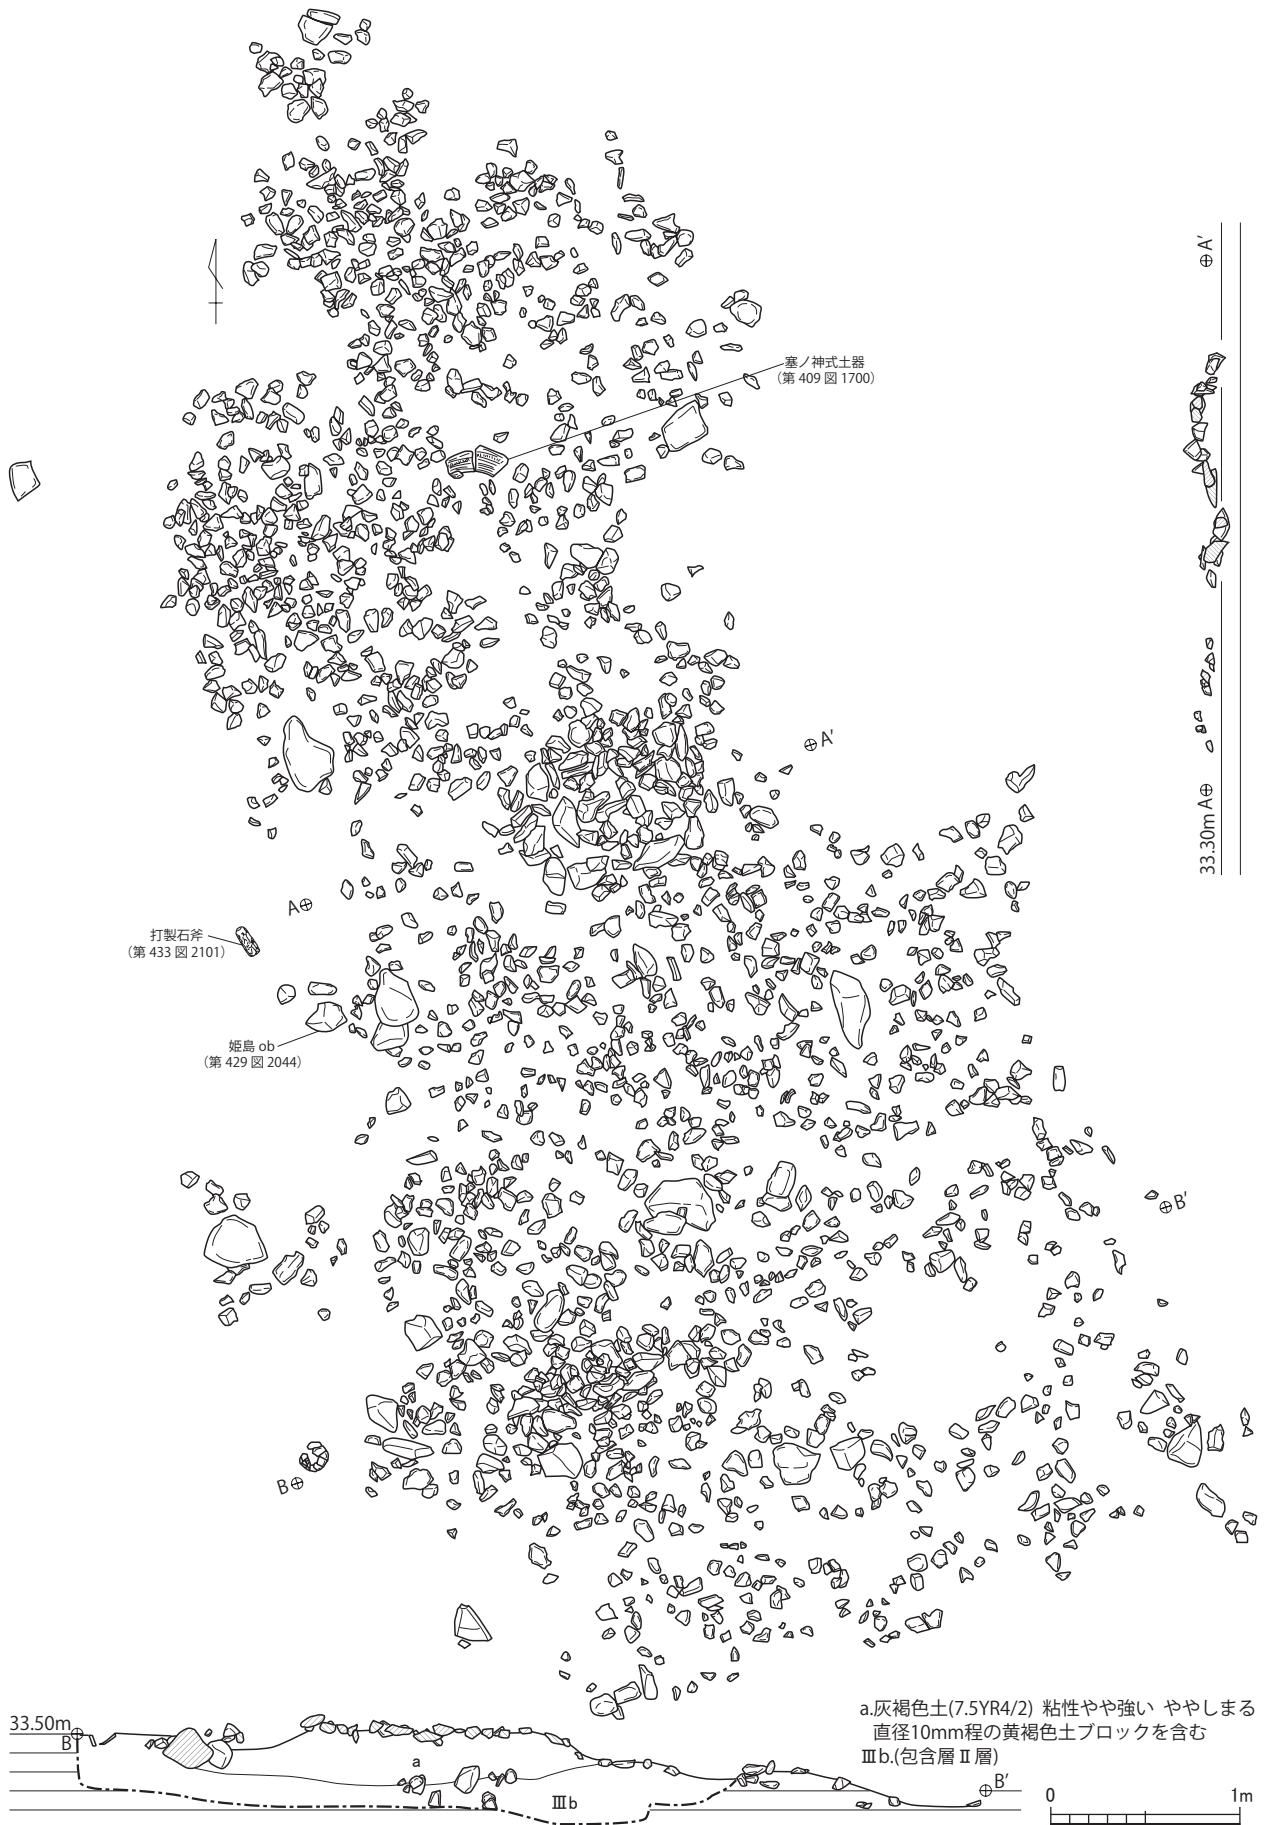 A'
塞ノ神式土器
（第 409 図 1700）
A'
33.30m A
A
打製石斧
（第 433 図 2101）
姫島 ob
（第 429 図 2044）
B'
B
a.灰褐色土(7.5YR4/2) 粘性やや強い ややしまる
直径10mm程の黄褐色土ブロックを含む
Ⅲb.(包含層Ⅱ層)
33.50m
B
a
Ⅲb
B'
0 1m